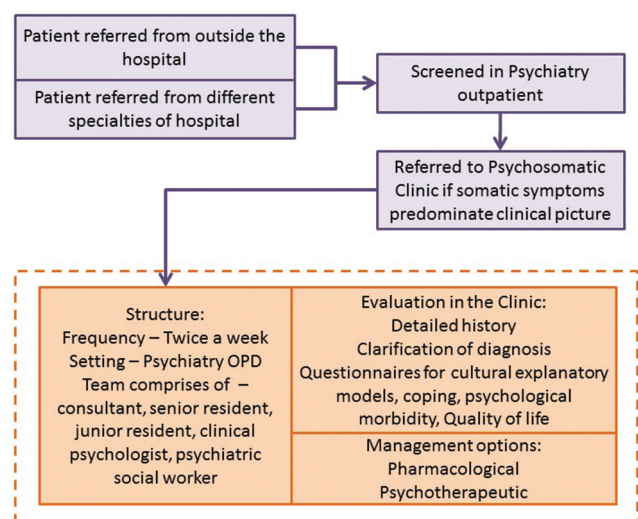 Patient referred from outside the
hospital
Patient referred from different
specialties of hospital
Screened in Psychiatry
outpatient
Referred to Psychosomatic
Clinic if somatic symptoms
predominate clinical picture
Structure:
Frequency – Twice a week
Setting – Psychiatry OPD
Team comprises of –
consultant, senior resident,
junior resident, clinical
psychologist, psychiatric
social worker
Evaluation in the Clinic:
Detailed history
Clarification of diagnosis
Questionnaires for cultural explanatory
models, coping, psychological
morbidity, Quality of life
Management options:
Pharmacological
Psychotherapeutic